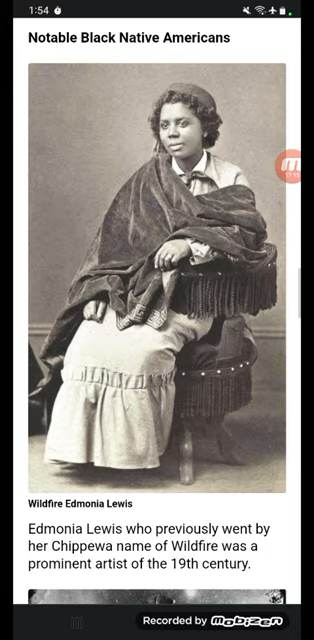 1:54
Notable Black Native Americans
Wildfire Edmonia Lewis
Edmonia Lewis who previously went by
her Chippewa name of Wildfire was a
prominent artist of the 19th century.
Recorded by mobizen